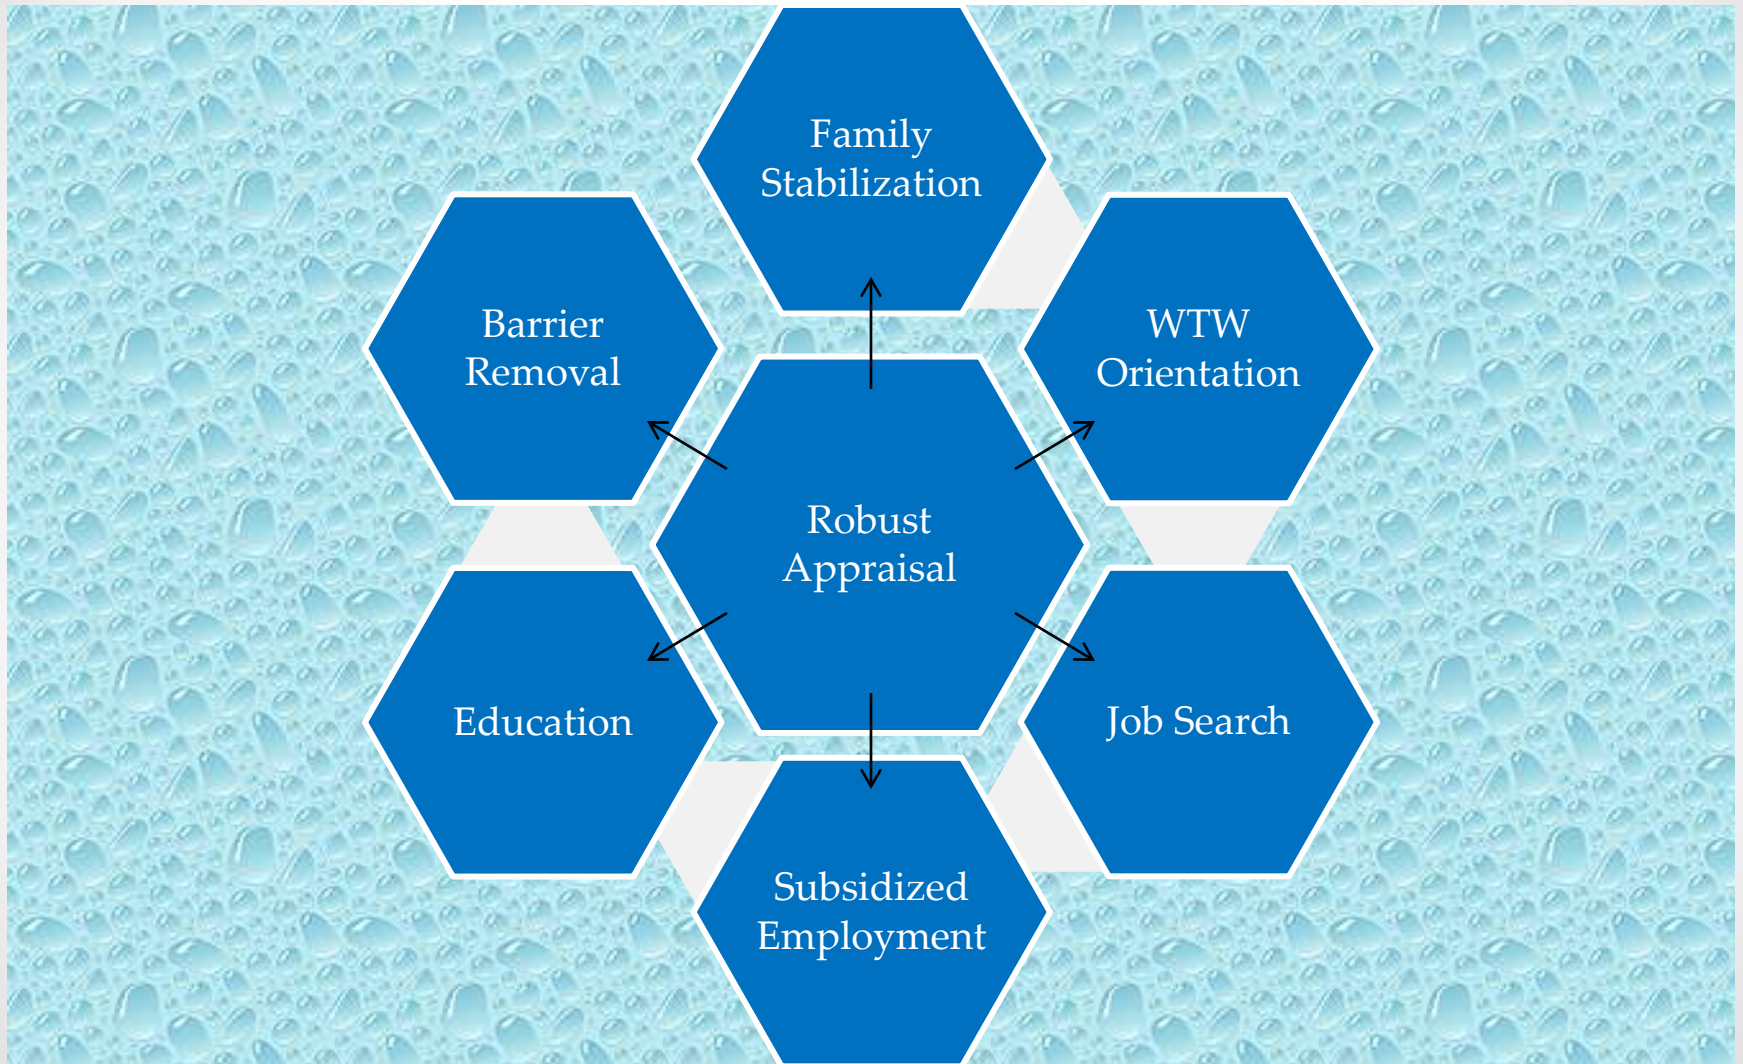 Family
Stabilization
Barrier
Removal
WTW
Orientation
Robust
Appraisal
Education
Job Search
Subsidized
Employment